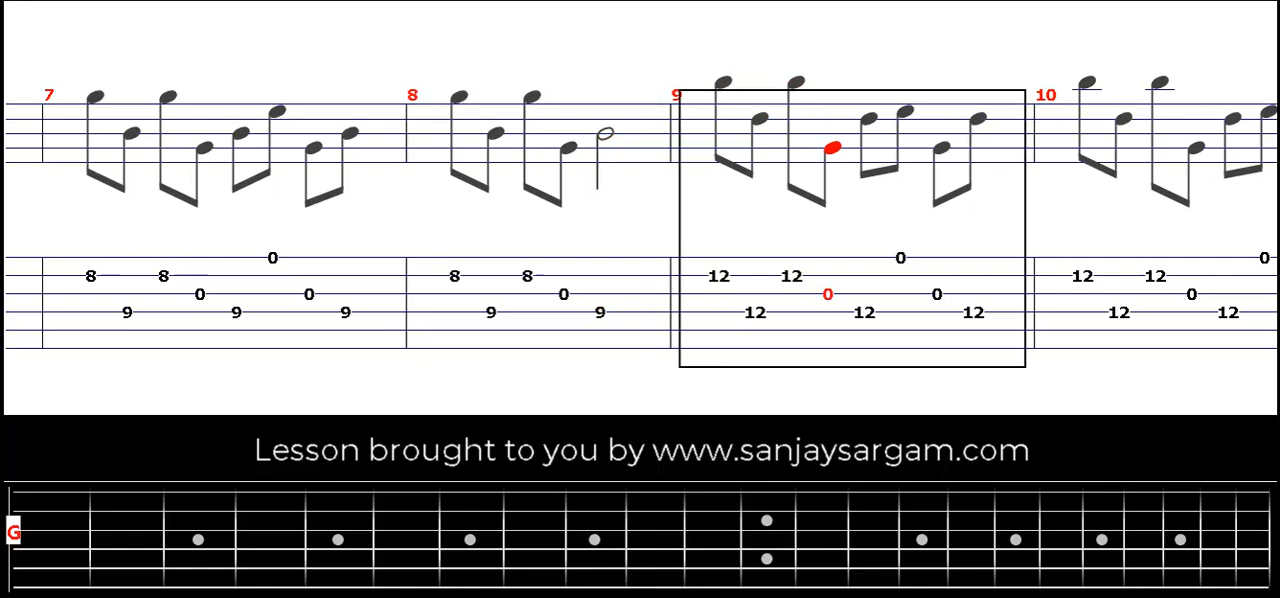 7 8 9 10
0 0 0
8 8 8 8 12 12 12 12
0 0 0 0 0 0
9 9 9 9 9 12 12 12 12 12
Lesson brought to you by www.sanjaysargam.com
G